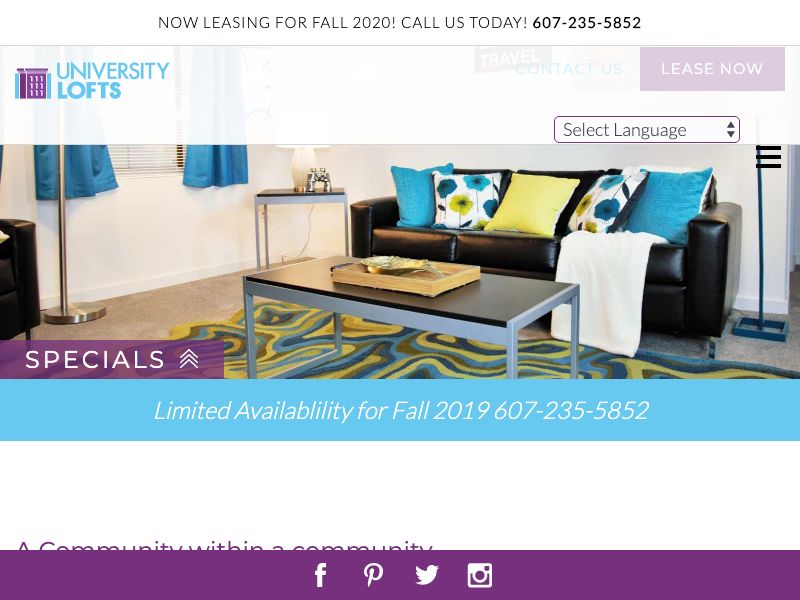 NOW LEASING FOR FALL 2020! CALL US TODAY! 607-235-5852
TRAVEL
UNIVERSITY
LOFTS
CONTACT US
LEASE NOW
Select Language
SPECIALS
Limited Availablility for Fall 2019 607-235-5852
A Community within a community